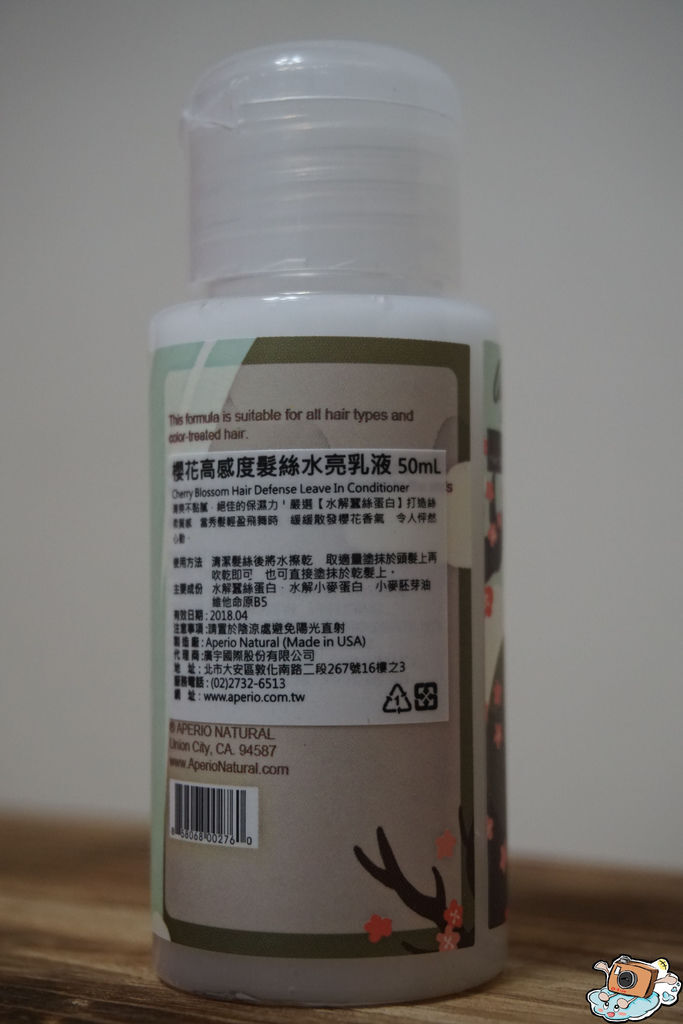 This formula is suitable for all hair types and
color-treated hair.
櫻花高感度髮絲水亮乳液 50mL
Cherry Blossom Hair Defense Leave In Conditioner
清爽不黏膩，絕佳的保濕力！嚴選【水解蠶絲蛋白】打造絲
柔質感 當秀髮輕盈飛舞時 緩緩散發櫻花香氣 令人怦然
心動。
使用方法 清潔髮絲後將水擦乾 取適量塗抹於頭髮上再
吹乾即可 也可直接塗抹於乾髮上。
主要成份 水解蠶絲蛋白、水解小麥蛋白 小麥胚芽油
維他命原B5
有效日期：2018.04
注意事項：請置於陰涼處避免陽光直射
製造廠：Aperio Natural (Made in USA)
代理商：廣宇國際股份有限公司
地 址：北市大安區敦化南路二段267號16樓之3
服務電話：(02)2732-6513
網 址：www.aperio.com.tw
® APERIO NATURAL
Union City, CA. 94587
www.AperioNatural.com
8 58068 00276 0